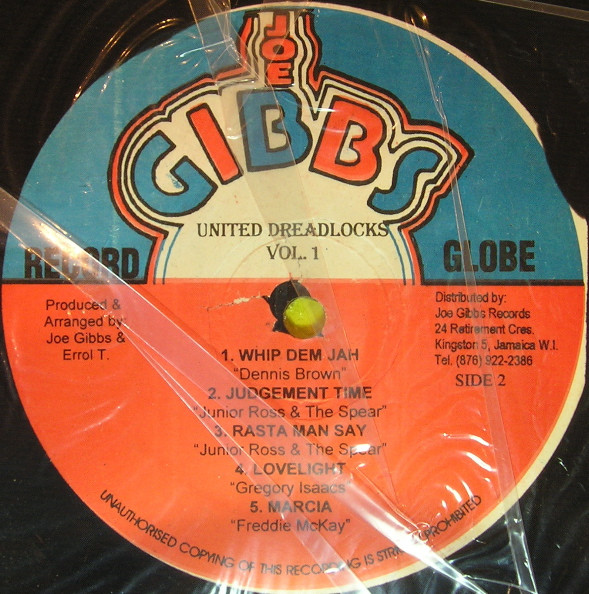 JOE
GIBBS
UNITED DREADLOCKS
VOL. 1
RECORD
GLOBE
Produced &
Arranged by:
Joe Gibbs &
Errol T.
Distributed by:
Joe Gibbs Records
24 Retirement Cres.
Kingston 5, Jamaica W.I.
Tel. (876) 922-2386
SIDE 2
1. WHIP DEM JAH
"Dennis Brown"
2. JUDGEMENT TIME
"Junior Ross & The Spear"
3. RASTA MAN SAY
"Junior Ross & The Spear"
4. LOVELIGHT
"Gregory Isaacs"
5. MARCIA
"Freddie McKay"
UNAUTHORISED COPYING OF THIS RECORDING IS STRICTLY PROHIBITED